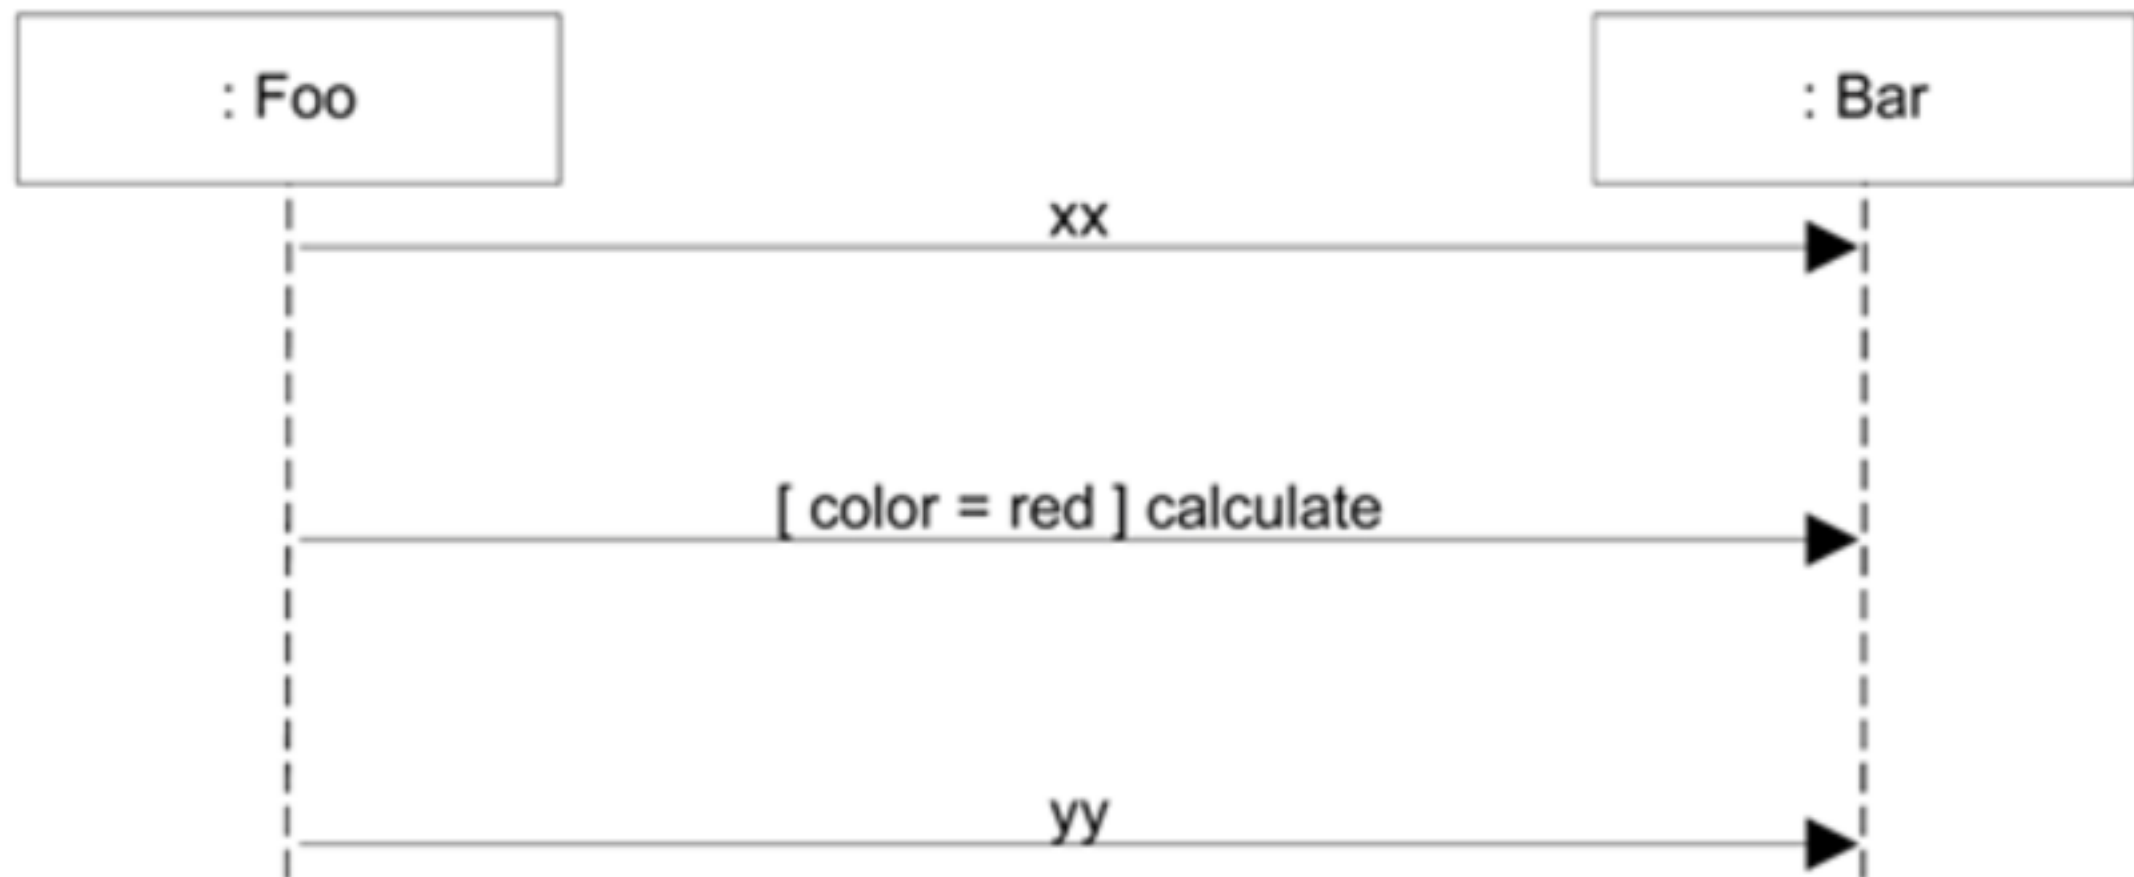 : Foo
: Bar
xx
[ color = red ] calculate
yy